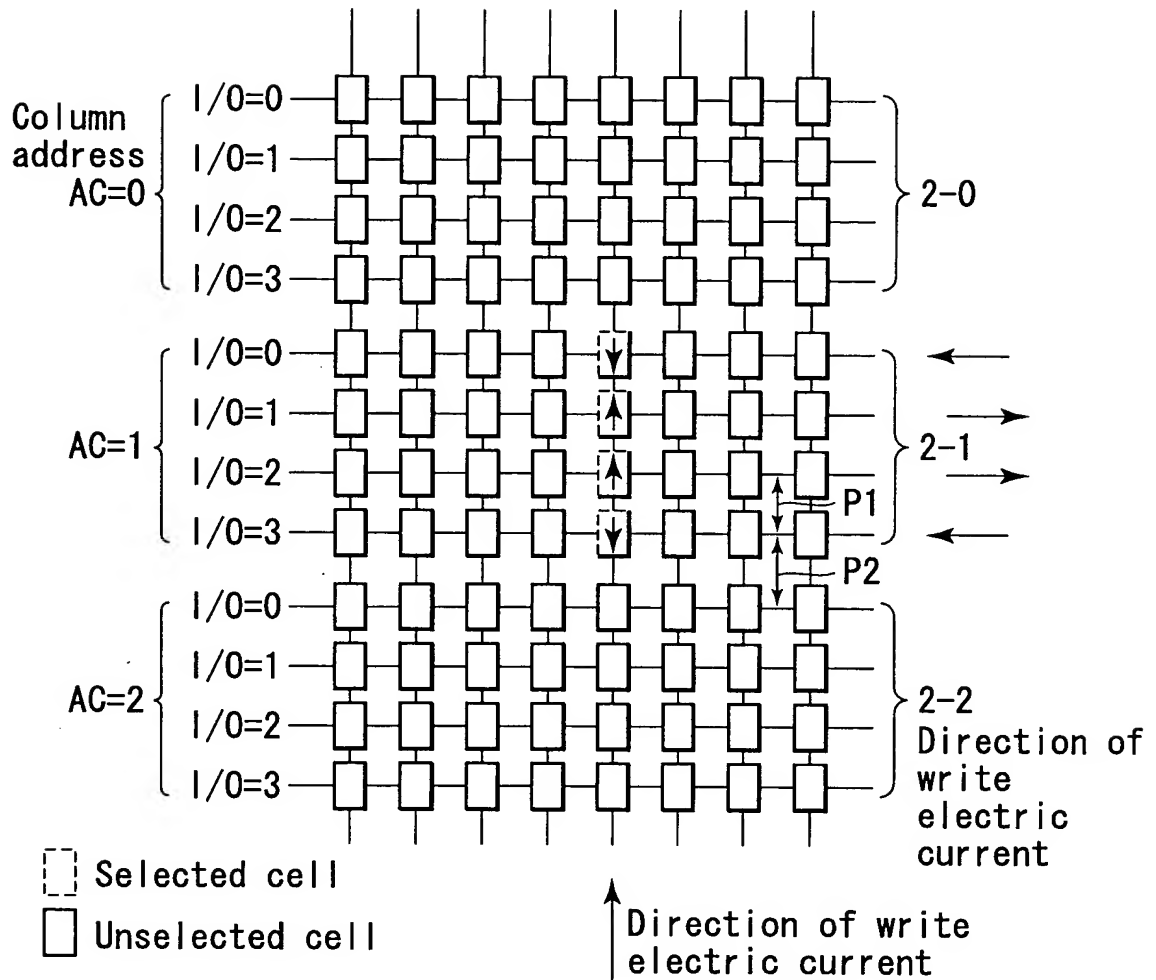 Column
address
AC=0
I/O=0
I/O=1
I/O=2
I/O=3
2-0
AC=1
I/O=0
I/O=1
I/O=2
I/O=3
2-1
P1
P2
AC=2
I/O=0
I/O=1
I/O=2
I/O=3
2-2
Direction of
write
electric
current
Selected cell
Unselected cell
Direction of write
electric current